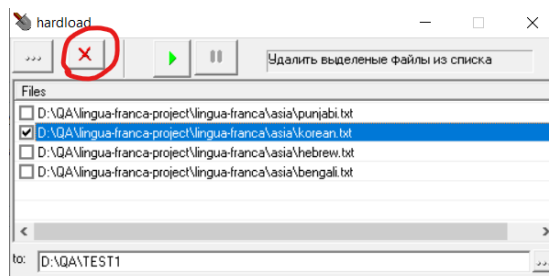 hardload
... Удалить выделеные файлы из списка
Files
D:\QA\lingua-franca-project\lingua-franca\asia\punjabi.txt
D:\QA\lingua-franca-project\lingua-franca\asia\korean.txt
D:\QA\lingua-franca-project\lingua-franca\asia\hebrew.txt
D:\QA\lingua-franca-project\lingua-franca\asia\bengali.txt
to: D:\QA\TEST1 ...